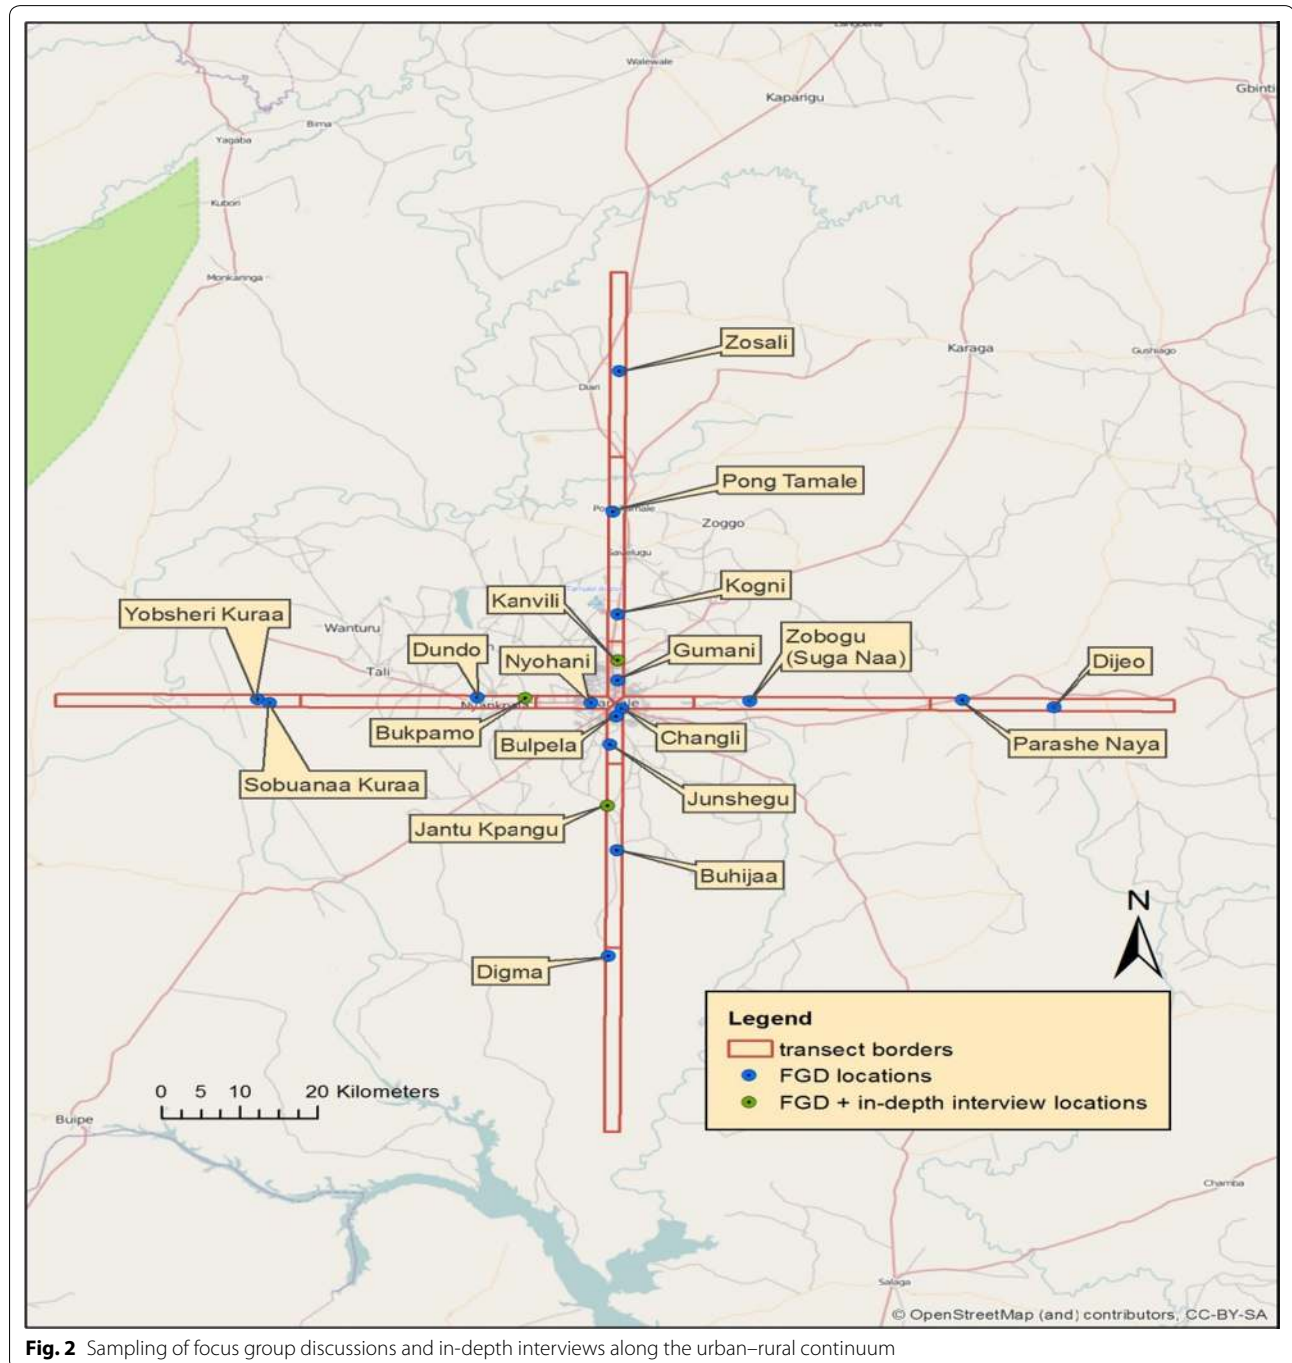 Walewale
Kaparigu
Gbinti
Bima
Yagaba
Kubori
Monkaringa
Zosali
Karaga
Gushiago
Diari
Pong Tamale
Zoggo
Savelugu
Kogni
Kanvili
Yobsheri Kuraa
Wanturu
Dundo
Nyohani
Gumani
Zobogu
(Suga Naa)
Dijeo
Tali
Bukpamo
Bulpela
Changli
Parashe Naya
Sobuanaa Kuraa
Junshegu
Jantu Kpangu
Buhijaa
N
Digma
Legend
transect borders
FGD locations
FGD + in-depth interview locations
0 5 10 20 Kilometers
Buipe
Chamba
Salaga
© OpenStreetMap (and) contributors, CC-BY-SA
Fig. 2 Sampling of focus group discussions and in-depth interviews along the urban–rural continuum